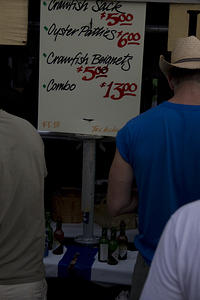 • Crawfish Sack
$5.00
• Oyster Patties
$6.00
• Crawfish Beignets
$5.00
• Combo $13.00